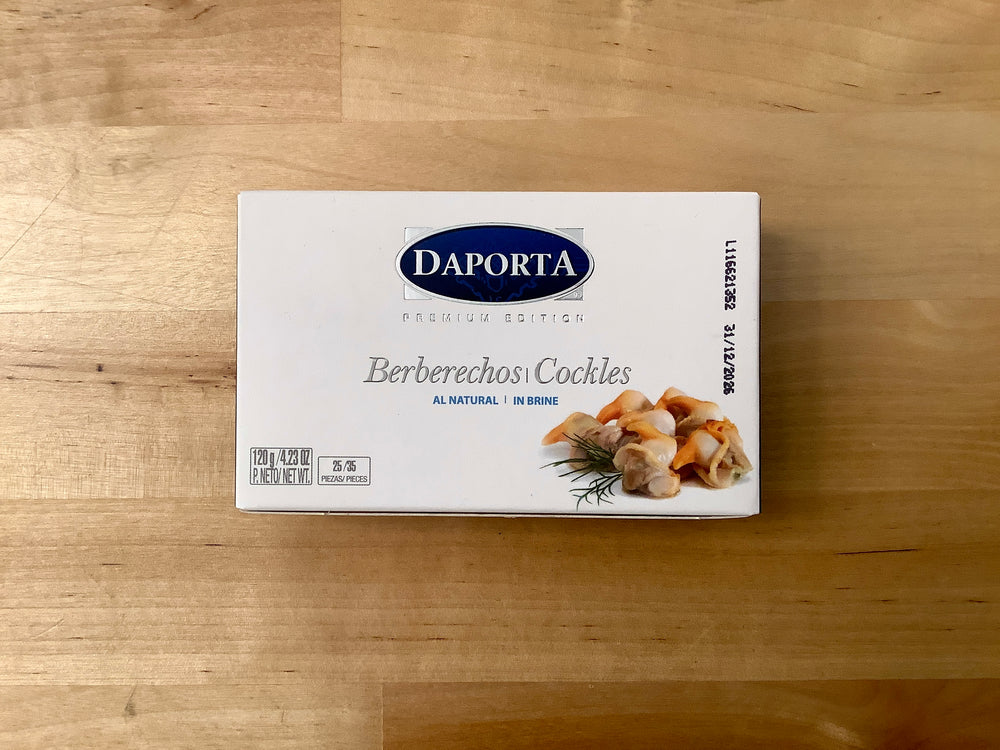 DAPORTA
PREMIUM EDITION
Berberechos | Cockles
AL NATURAL | IN BRINE
120 g / 4.23 OZ
P. NETO/ NET WT.
25 / 35
PIEZAS/ PIECES
L116621352 31/12/2026